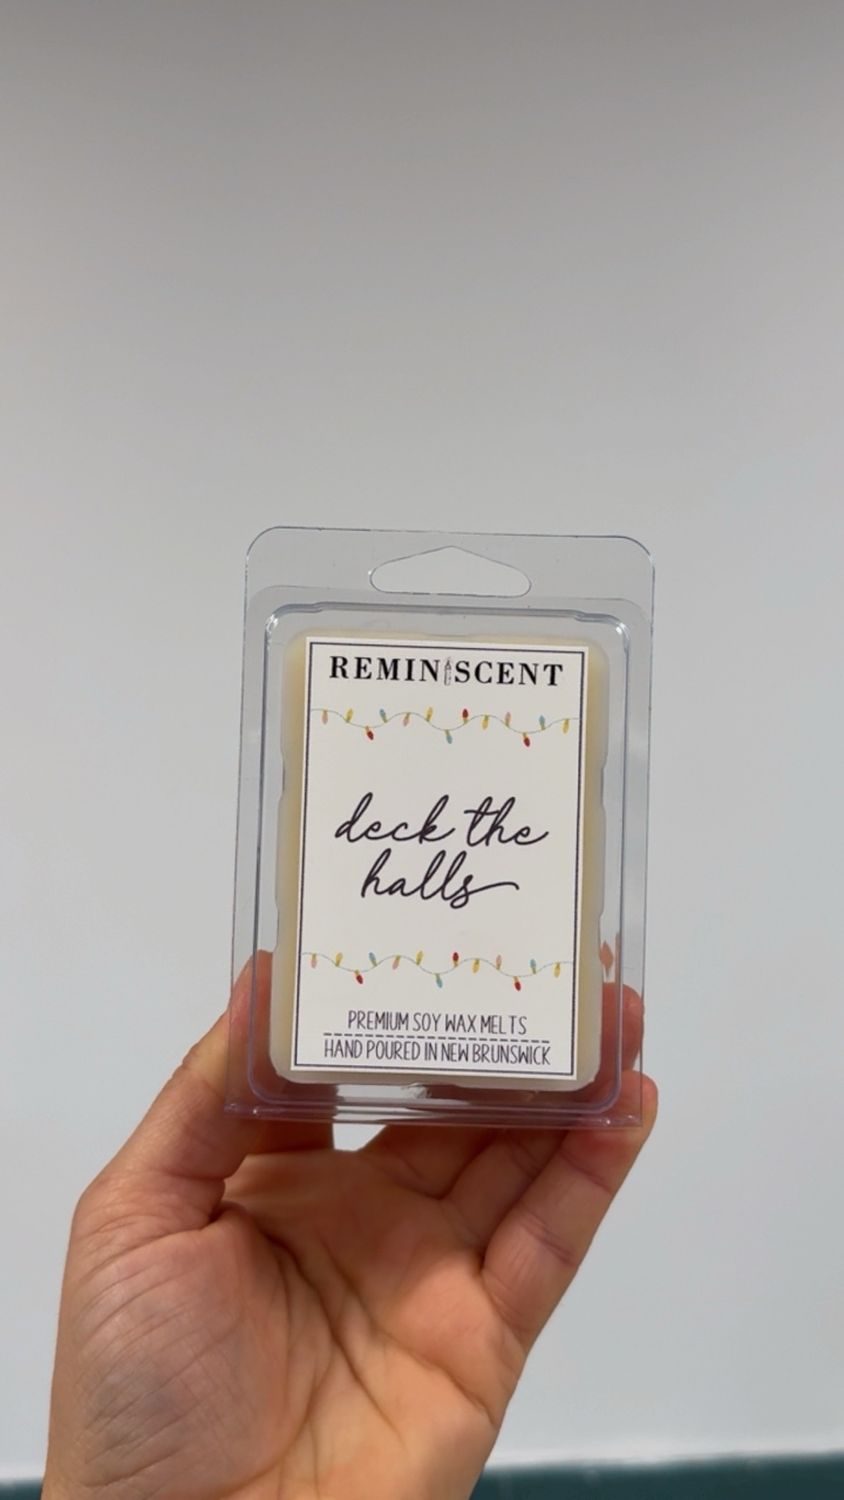 REMINISCENT
deck the
halls
PREMIUM SOY WAX MELTS
HAND POURED IN NEW BRUNSWICK